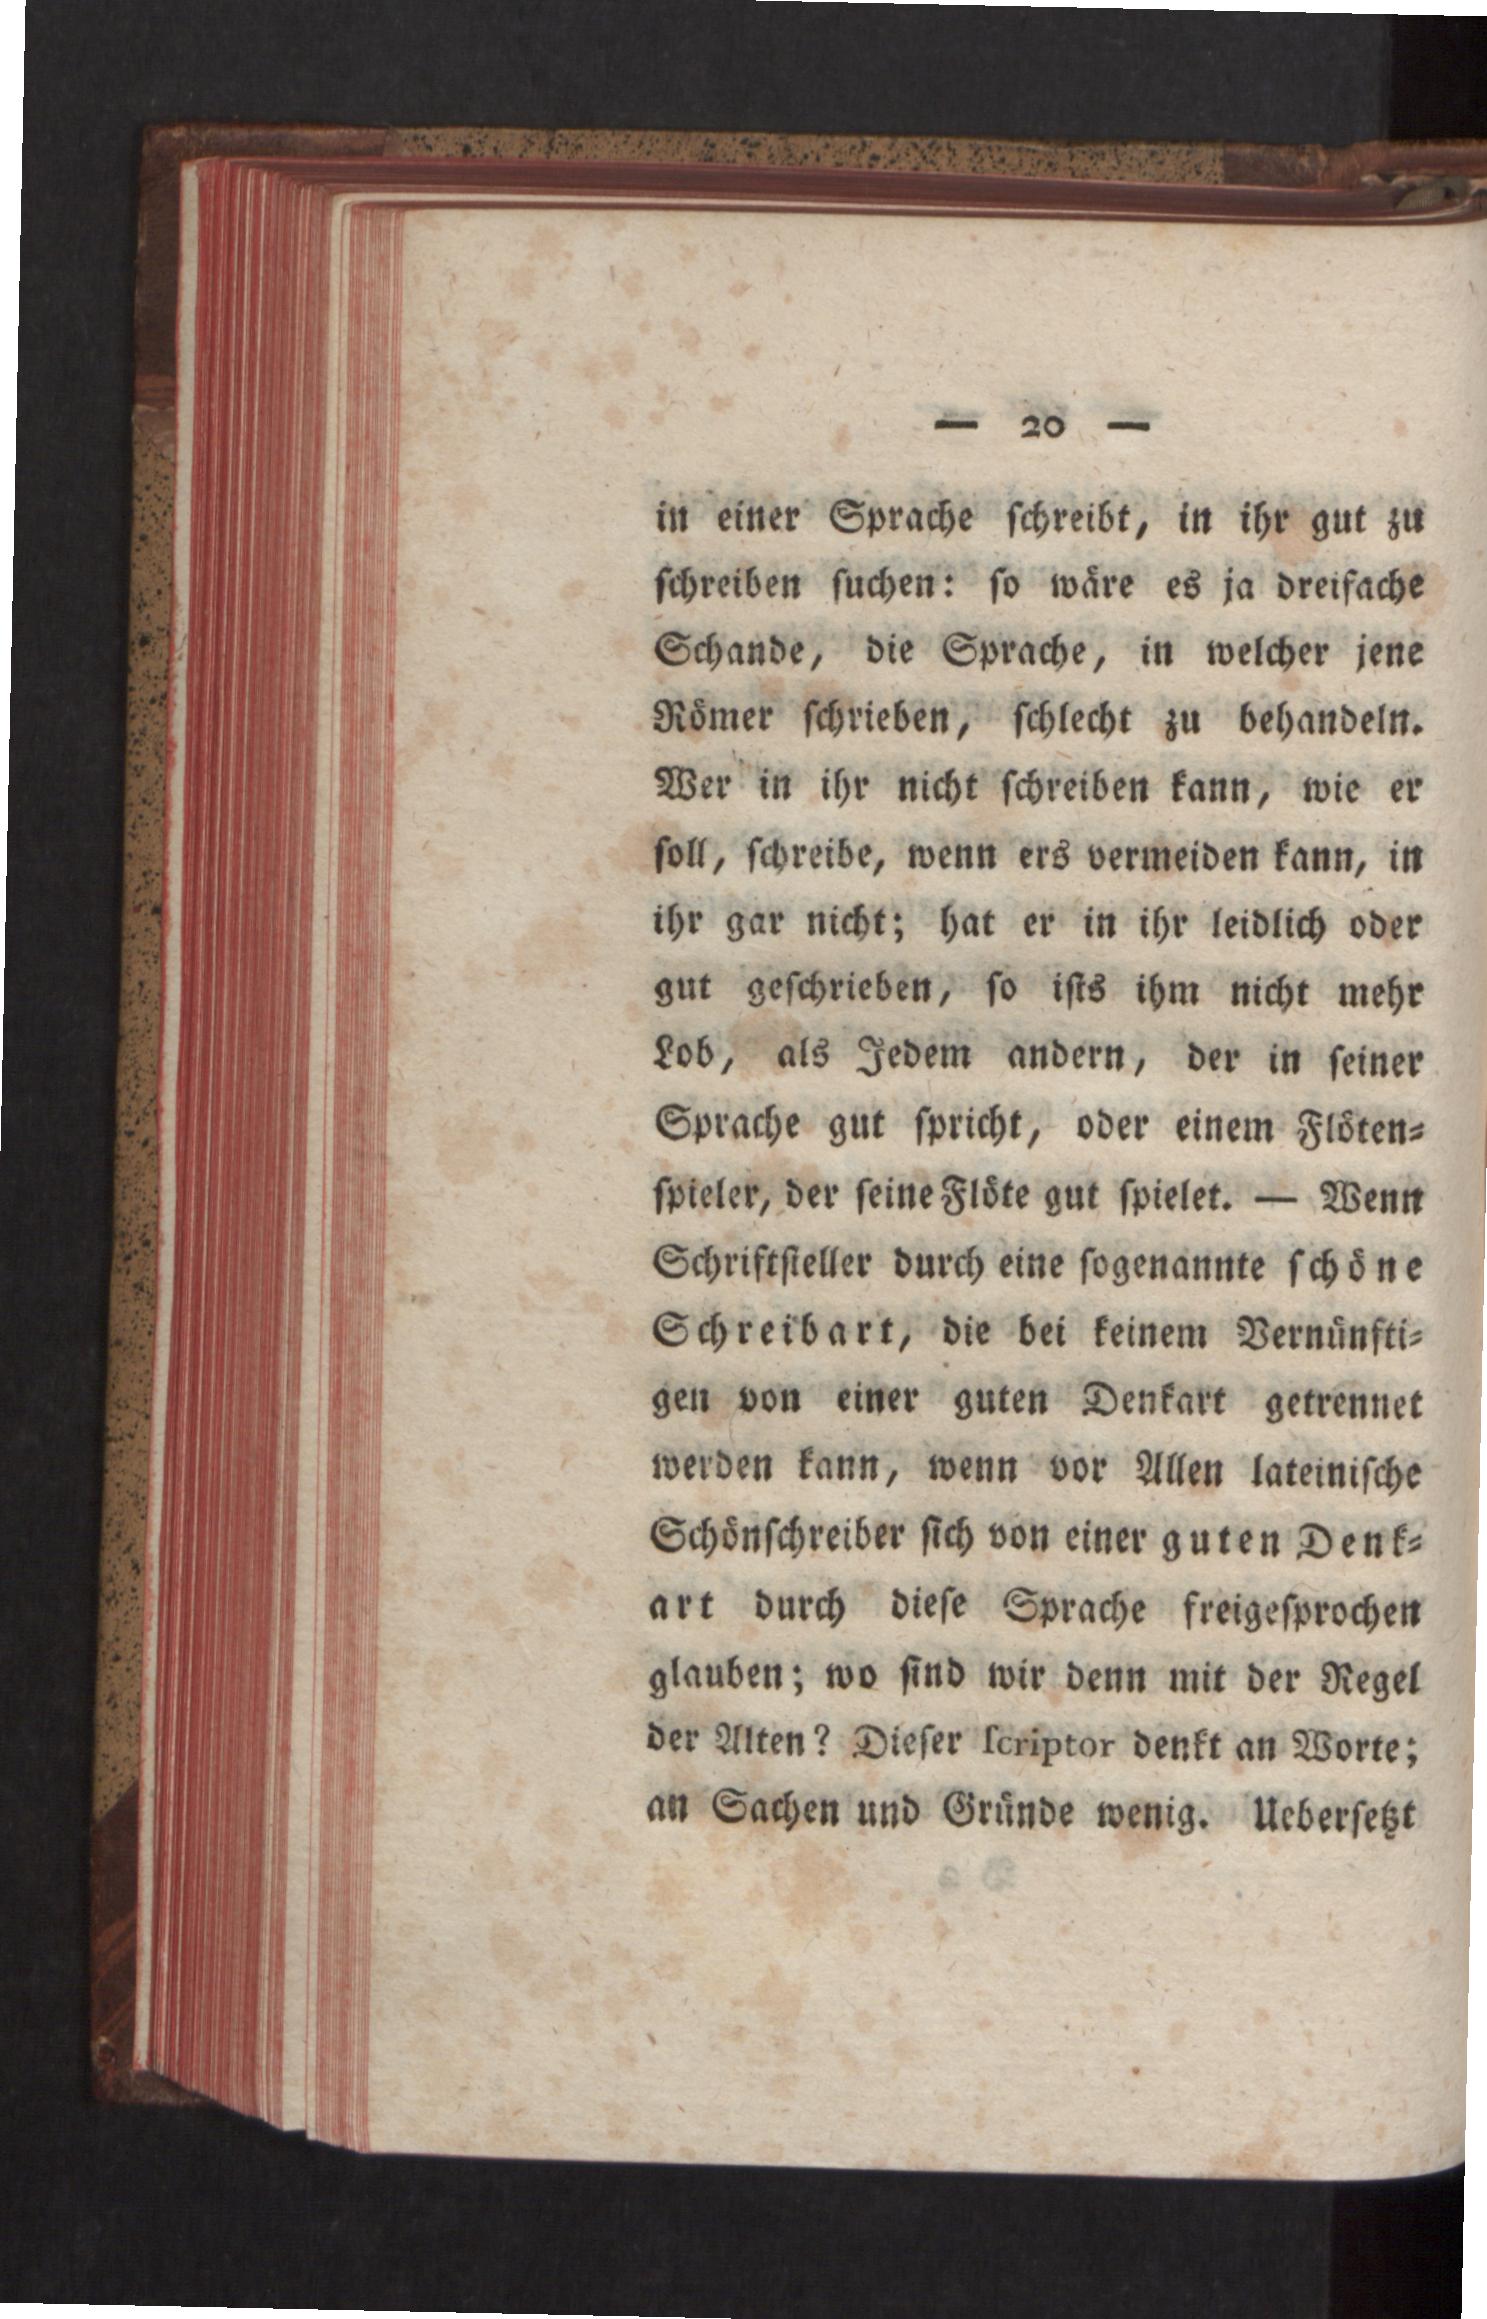 — 20 —
in einer Sprache ſchreibt, in ihr gut zu
ſchreiben ſuchen: ſo wäre es ja dreifache
Schande, die Sprache, in welcher jene
Römer ſchrieben, ſchlecht zu behandeln.
Wer in ihr nicht ſchreiben kann, wie er
ſoll, ſchreibe, wenn ers vermeiden kann, in
ihr gar nicht; hat er in ihr leidlich oder
gut geſchrieben, ſo iſts ihm nicht mehr
Lob, als Jedem andern, der in ſeiner
Sprache gut ſpricht, oder einem Flöten⸗
ſpieler, der ſeine Flöte gut ſpielet. — Wenn
Schriftſteller durch eine ſogenannte ſchöne
Schreibart, die bei keinem Vernünfti⸗
gen von einer guten Denkart getrennet
werden kann, wenn vor Allen lateiniſche
Schönſchreiber ſich von einer guten Denk⸗
art durch dieſe Sprache freigeſprochen
glauben; wo ſind wir denn mit der Regel
der Alten? Dieſer ſcriptor denkt an Worte;
an Sachen und Gründe wenig. Ueberſetzt